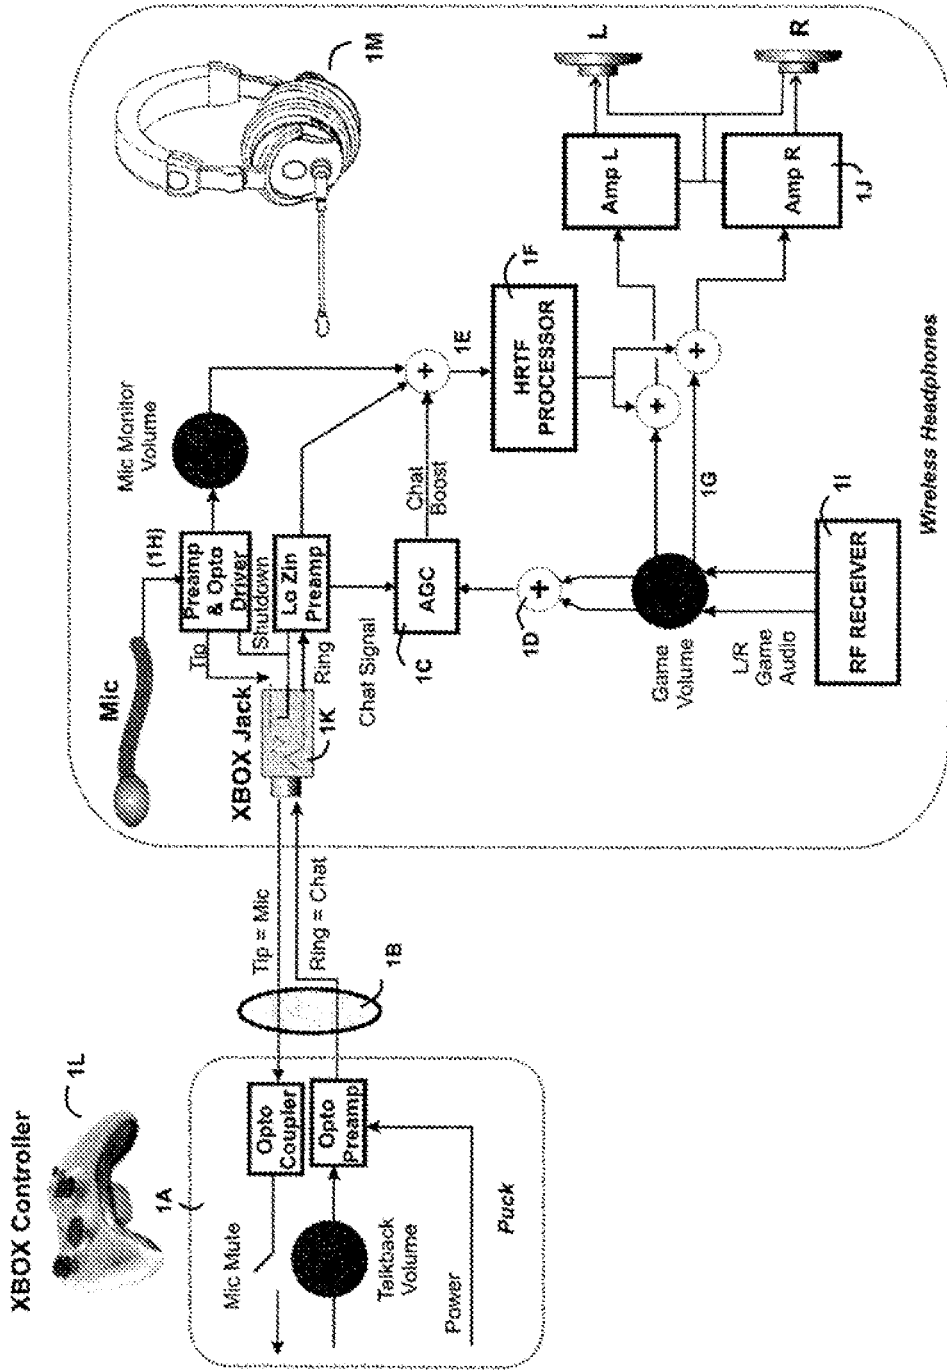 XBOX Controller
1L
1A
Mic Mute
Opto
Coupler
Opto
Preamp
Talkback
Volume
Power
Puck
1B
Tip = Mic
Ring = Chat
XBOX Jack
1K
Mic
(1H)
Tip
Preamp
& Opto
Driver
Shutdown
Ring
Lo Zin
Preamp
Mic Monitor
Volume
Chat Signal
1C
AGC
Chat
Boost
+
1E
1D
+
HRTF
PROCESSOR
1F
Game
Volume
1G
+
+
L/R
Game
Audio
RF RECEIVER
1I
Amp L
Amp R
1J
L
R
1M
Wireless Headphones